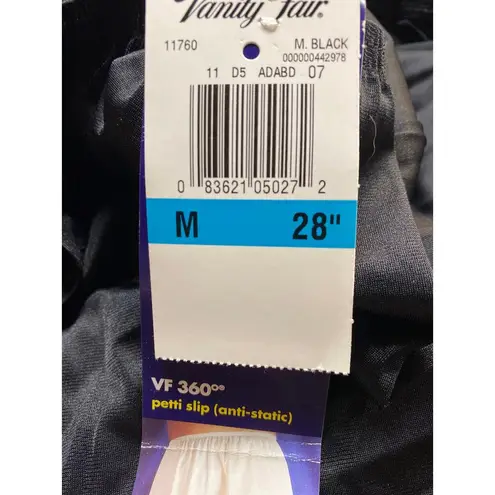 Vanity Fair®
11760 M. BLACK
000000442978
11 D5 ADABD 07
0 83621 05027 2
M 28"
VF 360°®
petti slip (anti-static)